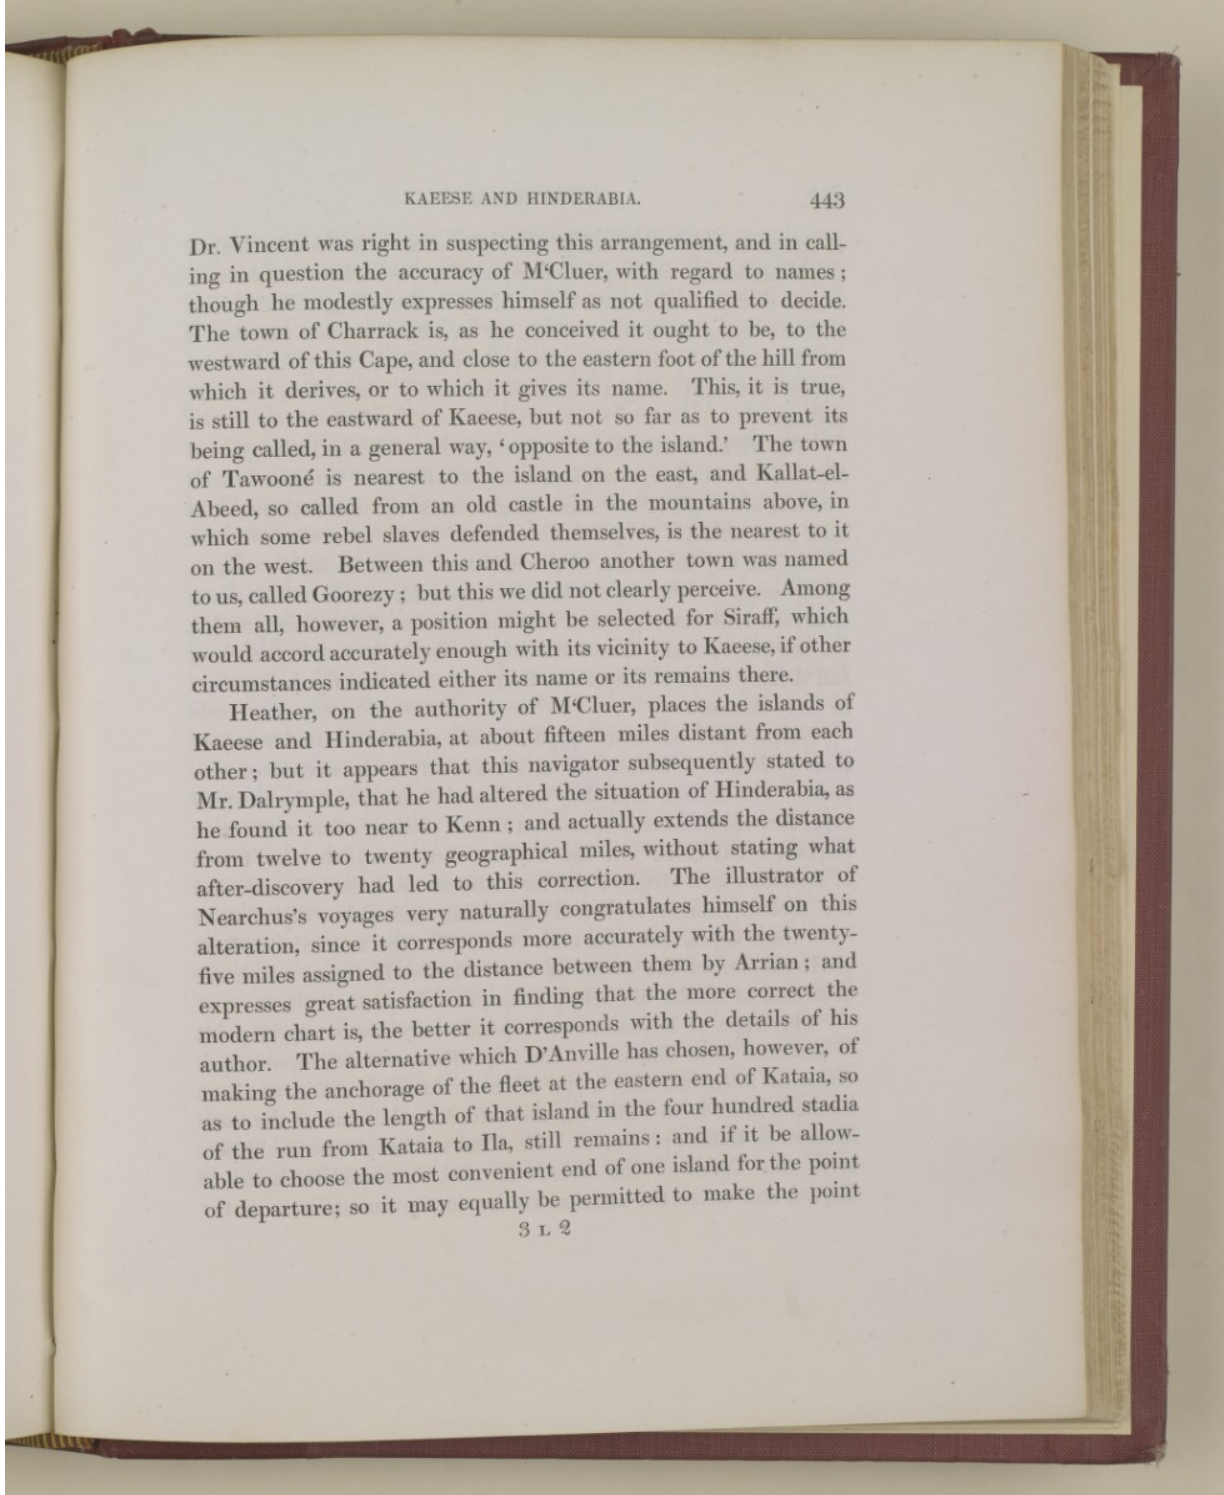 KAEESE AND HINDERABIA. 443
Dr. Vincent was right in suspecting this arrangement, and in call-
ing in question the accuracy of M‘Cluer, with regard to names;
though he modestly expresses himself as not qualified to decide.
The town of Charrack is, as he conceived it ought to be, to the
westward of this Cape, and close to the eastern foot of the hill from
which it derives, or to which it gives its name. This, it is true,
is still to the eastward of Kaeese, but not so far as to prevent its
being called, in a general way, ‘opposite to the island.’ The town
of Tawooné is nearest to the island on the east, and Kallat-el-
Abeed, so called from an old castle in the mountains above, in
which some rebel slaves defended themselves, is the nearest to it
on the west. Between this and Cheroo another town was named
to us, called Goorezy; but this we did not clearly perceive. Among
them all, however, a position might be selected for Siraff, which
would accord accurately enough with its vicinity to Kaeese, if other
circumstances indicated either its name or its remains there.
Heather, on the authority of M‘Cluer, places the islands of
Kaeese and Hinderabia, at about fifteen miles distant from each
other; but it appears that this navigator subsequently stated to
Mr. Dalrymple, that he had altered the situation of Hinderabia, as
he found it too near to Kenn; and actually extends the distance
from twelve to twenty geographical miles, without stating what
after-discovery had led to this correction. The illustrator of
Nearchus’s voyages very naturally congratulates himself on this
alteration, since it corresponds more accurately with the twenty-
five miles assigned to the distance between them by Arrian; and
expresses great satisfaction in finding that the more correct the
modern chart is, the better it corresponds with the details of his
author. The alternative which D’Anville has chosen, however, of
making the anchorage of the fleet at the eastern end of Kataia, so
as to include the length of that island in the four hundred stadia
of the run from Kataia to Ila, still remains: and if it be allow-
able to choose the most convenient end of one island for the point
of departure; so it may equally be permitted to make the point
3 L 2